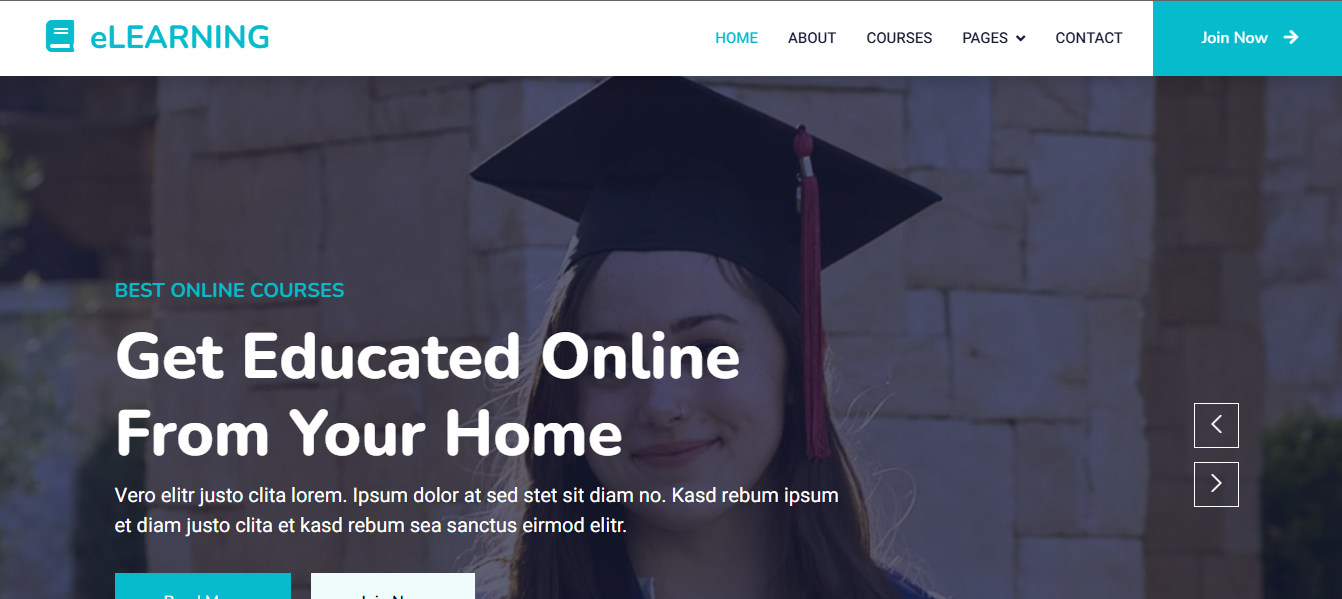 eLEARNING
HOME ABOUT COURSES PAGES CONTACT Join Now
BEST ONLINE COURSES
Get Educated Online
From Your Home
Vero elitr justo clita lorem. Ipsum dolor at sed stet sit diam no. Kasd rebum ipsum
et diam justo clita et kasd rebum sea sanctus eirmod elitr.